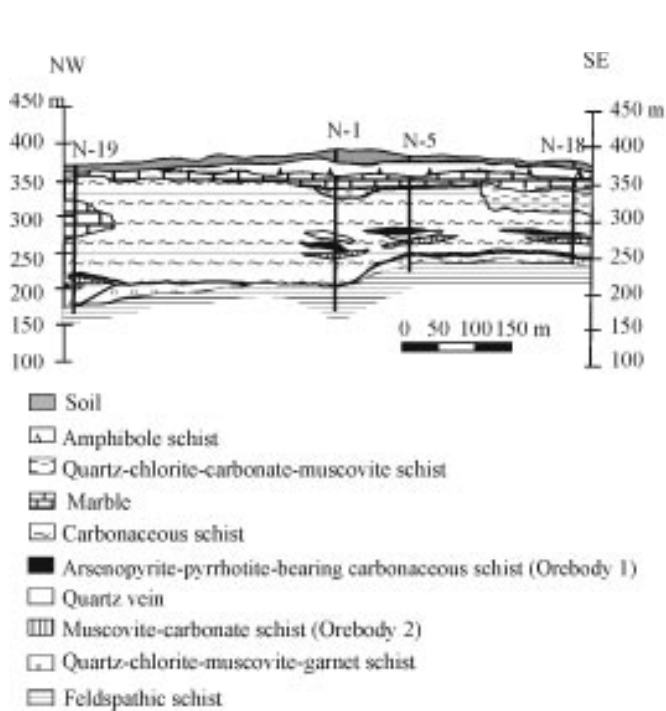 NW SE
450 m 450 m
400 N-19 N-1 N-5 N-18 400
350 350
300 300
250 250
200 200
150 0 50 100 150 m 150
100 100
Soil
Amphibole schist
Quartz-chlorite-carbonate-muscovite schist
Marble
Carbonaceous schist
Arsenopyrite-pyrrhotite-bearing carbonaceous schist (Orebody 1)
Quartz vein
Muscovite-carbonate schist (Orebody 2)
Quartz-chlorite-muscovite-garnet schist
Feldspathic schist